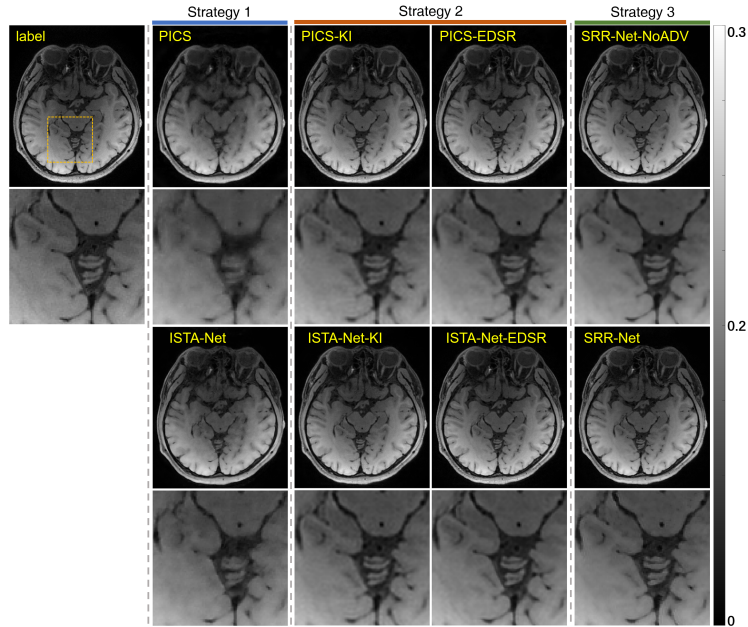 Strategy 1
Strategy 2
Strategy 3
label
PICS
PICS-KI
PICS-EDSR
SRR-Net-NoADV
0.3
0.2
ISTA-Net
ISTA-Net-KI
ISTA-Net-EDSR
SRR-Net
0